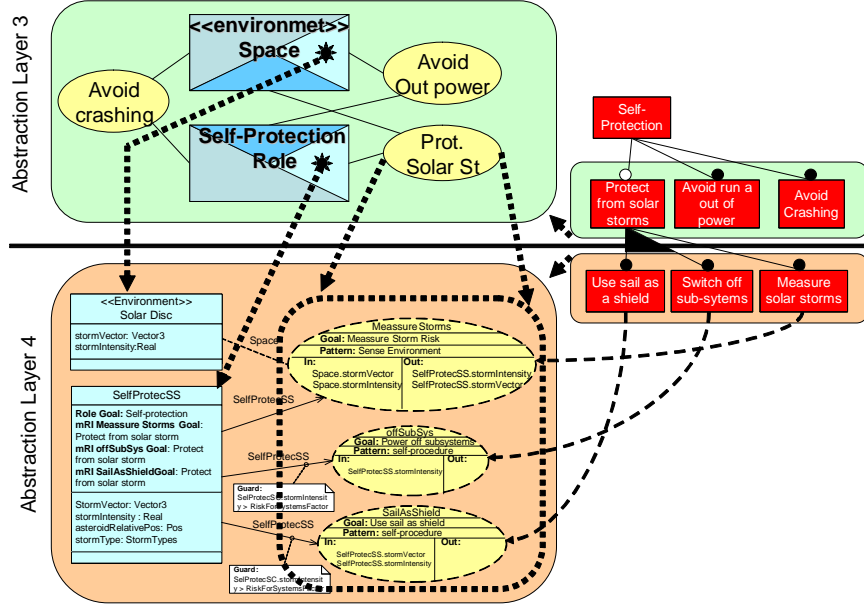 Abstraction Layer 3
<<environmet>>
Space
Avoid
crashing
Avoid
Out power
Self-Protection
Role
Prot.
Solar St
Self-
Protection
Protect
from solar
storms
Avoid run a
out of
power
Avoid
Crashing
Use sail as
a shield
Switch off
sub-sytems
Measure
solar storms
Abstraction Layer 4
<<Environment>>
Solar Disc
stormVector: Vector3
stormIntensity:Real
Space
MeassureStorms
Goal: Meassure Storm Risk
Pattern: Sense Environment
In:
Space.stormVector
Space.stormIntensity
Out:
SelfProtecSS.stormIntensity
SelfProtecSS.stormVector
SelfProtecSS
Role Goal: Self-protection
mRI Meassure Storms Goal:
Protect from solar storm
mRI offSubSys Goal: Protect
from solar storm
mRI SailAsShieldGoal: Protect
from solar storm
StormVector: Vector3
stormIntensity : Real
asteroidRelativePos: Pos
stormType: StormTypes
SelfProtecSS
SelfProtecSS
Guard:
SelProtecSC.stormIntensit
y > RiskForSystemsFactor
offSubSys
Goal: Power off subsystems
Pattern: self-procedure
In:
SelfProtecSS.stormIntensity
Out:
SelfProtecSS
Guard:
SelProtecSC.stormIntensit
y > RiskForSystemsFactor
SailAsShield
Goal: Use sail as shield
Pattern: self-procedure
In:
SelfProtecSS.stormVector
SelfProtecSS.stormIntensity
Out: